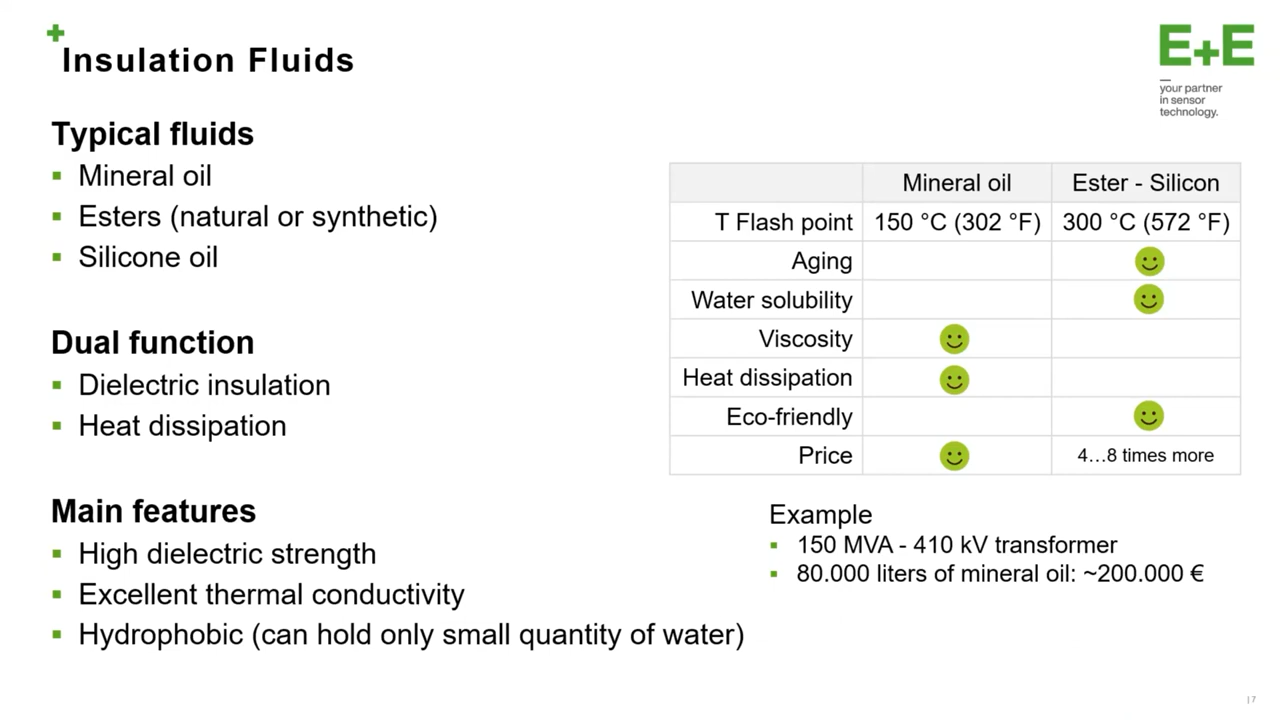 Insulation Fluids
E+E
your partner
in sensor
technology.
Typical fluids
Mineral oil
Esters (natural or synthetic)
Silicone oil
Dual function
Dielectric insulation
Heat dissipation
Main features
High dielectric strength
Excellent thermal conductivity
Hydrophobic (can hold only small quantity of water)
Mineral oil Ester - Silicon
T Flash point 150 °C (302 °F) 300 °C (572 °F)
Aging
Water solubility
Viscosity
Heat dissipation
Eco-friendly
Price 4…8 times more
Example
150 MVA - 410 kV transformer
80.000 liters of mineral oil: ~200.000 €
| 7